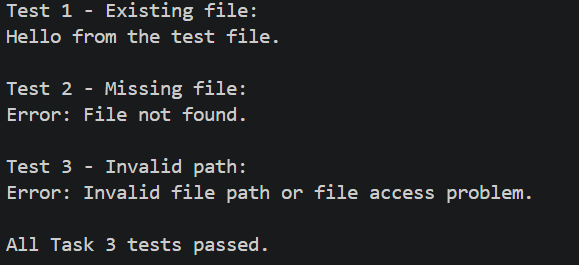 Test 1 - Existing file:
Hello from the test file.
Test 2 - Missing file:
Error: File not found.
Test 3 - Invalid path:
Error: Invalid file path or file access problem.
All Task 3 tests passed.